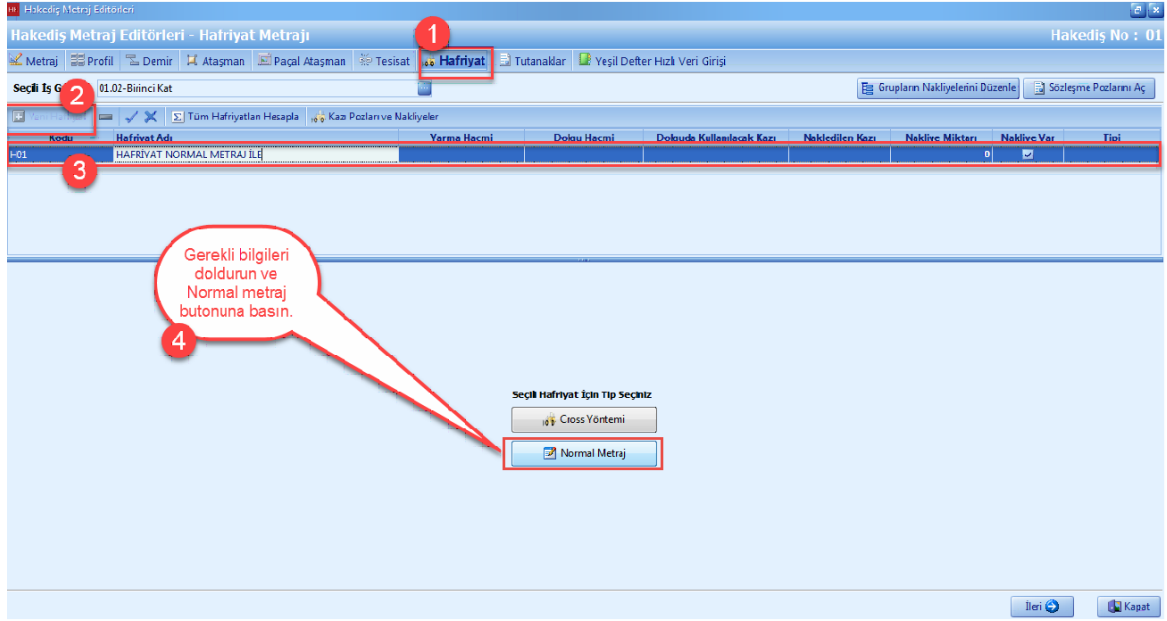 Hakediş Metraj Editörleri
Hakediş Metraj Editörleri - Hafriyat Metrajı
Hakediş No : 01
1
Metraj Profil Demir Ataşman Paçal Ataşman Tesisat Hafriyat Tutanaklar Yeşil Defter Hızlı Veri Girişi
Seçili İş 01.02-Birinci Kat
Grupların Nakliyelerini Düzenle Sözleşme Pozlarını Aç
2
Tüm Hafriyatları Hesapla Kazı Pozları ve Nakliyeler
Kodu Hafriyat Adı Yarma Hacmi Dolgu Hacmi Dolguda Kullanılacak Kazı Nakledilen Kazı Nakliye Miktarı Nakliye Var Tipi
H-01 HAFRİYAT NORMAL METRAJ İLE 0
3
Gerekli bilgileri
doldurun ve
Normal metraj
butonuna basın.
4
Seçili Hafriyat İçin Tip Seçiniz
Cross Yöntemi
Normal Metraj
İleri Kapat